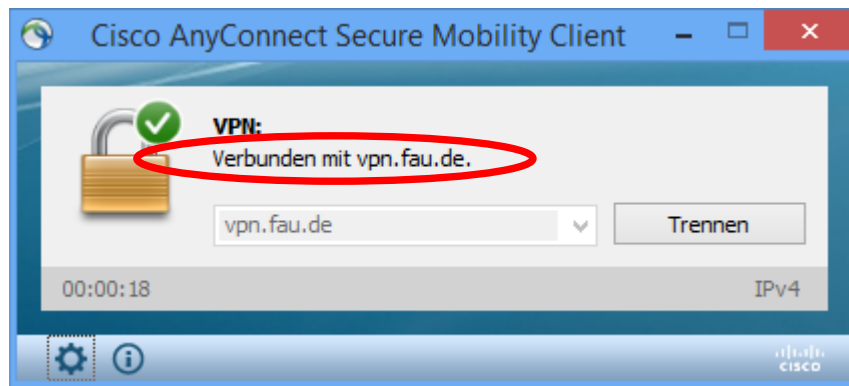 Cisco AnyConnect Secure Mobility Client
VPN:
Verbunden mit vpn.fau.de.
vpn.fau.de
Trennen
00:00:18
IPv4
cisco